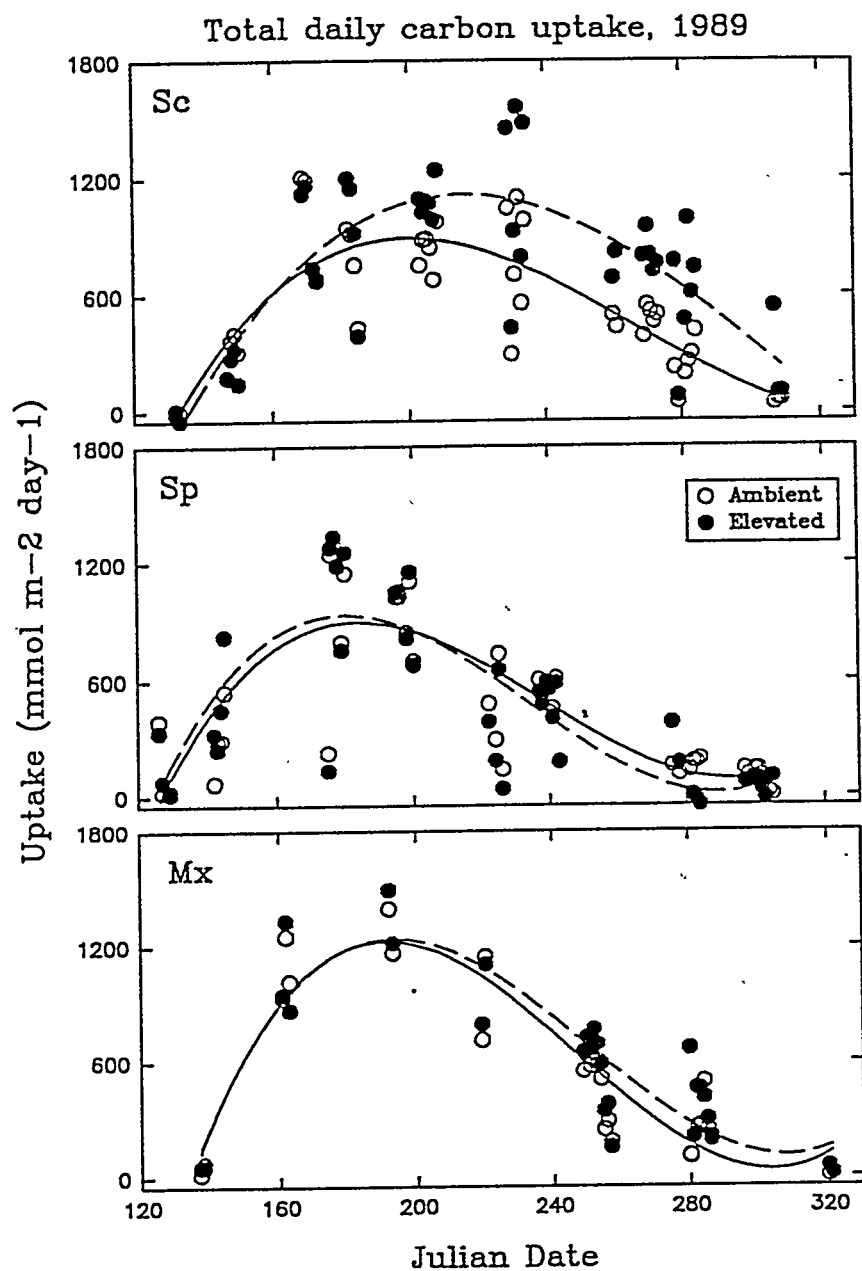 Total daily carbon uptake, 1989
Uptake (mmol m-2 day-1)
1800
1200
600
0
Sc
1800
1200
600
0
Sp
Ambient
Elevated
1800
1200
600
0
Mx
120 160 200 240 280 320
Julian Date